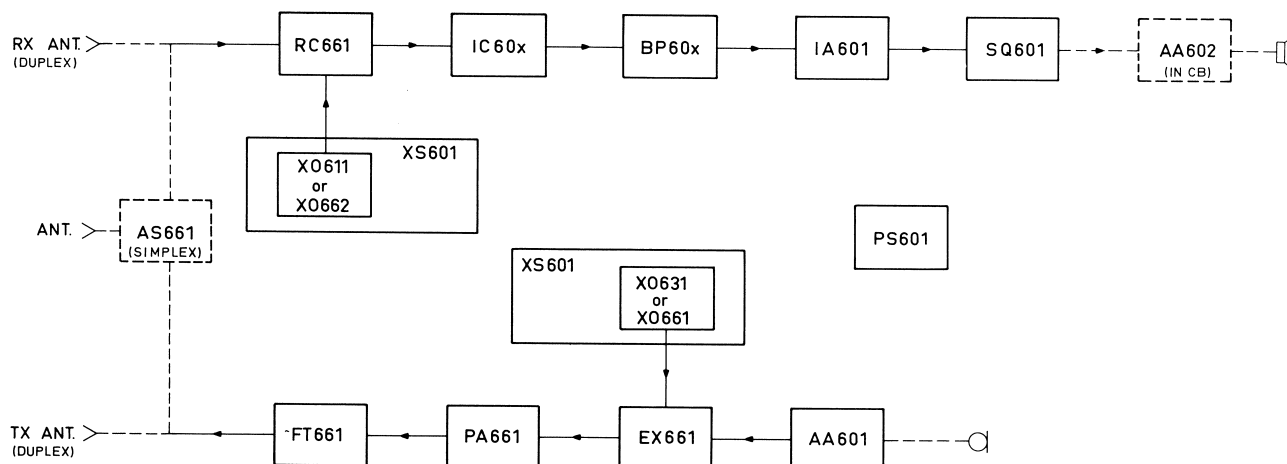 RX ANT.
(DUPLEX)
RC661
IC60x
BP60x
IA601
SQ601
AA602
(IN CB)
XS601
XO611
or
XO662
ANT.
AS661
(SIMPLEX)
PS601
XS601
XO631
or
XO661
TX ANT.
(DUPLEX)
FT661
PA661
EX661
AA601